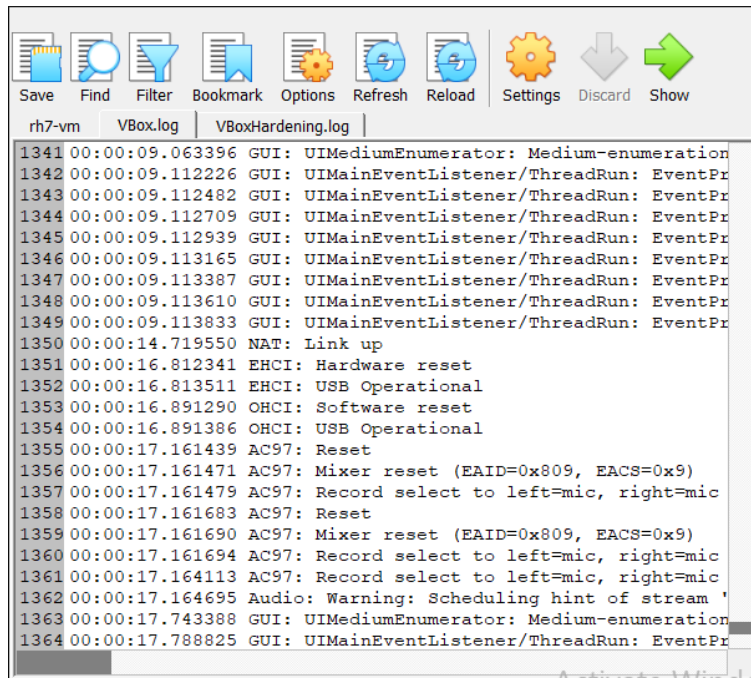 Save Find Filter Bookmark Options Refresh Reload Settings Discard Show
rh7-vm VBox.log VBoxHardening.log
1341 00:00:09.063396 GUI: UIMediumEnumerator: Medium-enumeration
1342 00:00:09.112226 GUI: UIMainEventListener/ThreadRun: EventPr
1343 00:00:09.112482 GUI: UIMainEventListener/ThreadRun: EventPr
1344 00:00:09.112709 GUI: UIMainEventListener/ThreadRun: EventPr
1345 00:00:09.112939 GUI: UIMainEventListener/ThreadRun: EventPr
1346 00:00:09.113165 GUI: UIMainEventListener/ThreadRun: EventPr
1347 00:00:09.113387 GUI: UIMainEventListener/ThreadRun: EventPr
1348 00:00:09.113610 GUI: UIMainEventListener/ThreadRun: EventPr
1349 00:00:09.113833 GUI: UIMainEventListener/ThreadRun: EventPr
1350 00:00:14.719550 NAT: Link up
1351 00:00:16.812341 EHCI: Hardware reset
1352 00:00:16.813511 EHCI: USB Operational
1353 00:00:16.891290 OHCI: Software reset
1354 00:00:16.891386 OHCI: USB Operational
1355 00:00:17.161439 AC97: Reset
1356 00:00:17.161471 AC97: Mixer reset (EAID=0x809, EACS=0x9)
1357 00:00:17.161479 AC97: Record select to left=mic, right=mic
1358 00:00:17.161683 AC97: Reset
1359 00:00:17.161690 AC97: Mixer reset (EAID=0x809, EACS=0x9)
1360 00:00:17.161694 AC97: Record select to left=mic, right=mic
1361 00:00:17.164113 AC97: Record select to left=mic, right=mic
1362 00:00:17.164695 Audio: Warning: Scheduling hint of stream '
1363 00:00:17.743388 GUI: UIMediumEnumerator: Medium-enumeration
1364 00:00:17.788825 GUI: UIMainEventListener/ThreadRun: EventPr